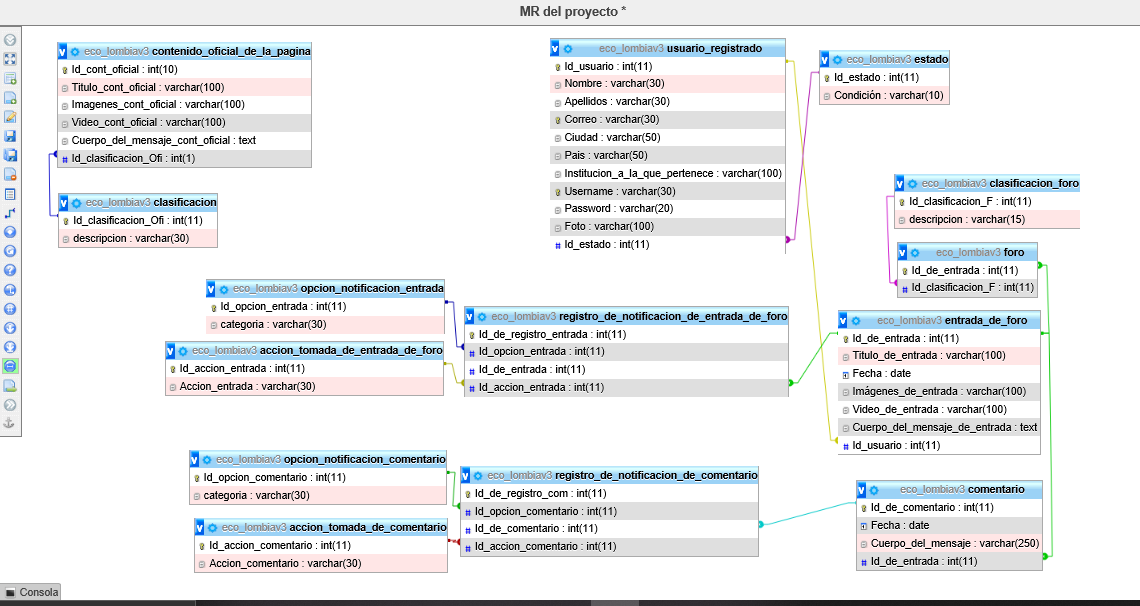 MR del proyecto *
eco_lombiav3 contenido_oficial_de_la_pagina
Id_cont_oficial : int(10)
Titulo_cont_oficial : varchar(100)
Imagenes_cont_oficial : varchar(100)
Video_cont_oficial : varchar(100)
Cuerpo_del_mensaje_cont_oficial : text
Id_clasificacion_Ofi : int(1)
eco_lombiav3 clasificacion
Id_clasificacion_Ofi : int(11)
descripcion : varchar(30)
eco_lombiav3 usuario_registrado
Id_usuario : int(11)
Nombre : varchar(30)
Apellidos : varchar(30)
Correo : varchar(30)
Ciudad : varchar(50)
Pais : varchar(50)
Institucion_a_la_que_pertenece : varchar(100)
Username : varchar(30)
Password : varchar(20)
Foto : varchar(100)
Id_estado : int(11)
eco_lombiav3 estado
Id_estado : int(11)
Condición : varchar(10)
eco_lombiav3 clasificacion_foro
Id_clasificacion_F : int(11)
descripcion : varchar(15)
eco_lombiav3 foro
Id_de_entrada : int(11)
Id_clasificacion_F : int(11)
eco_lombiav3 opcion_notificacion_entrada
Id_opcion_entrada : int(11)
categoria : varchar(30)
eco_lombiav3 accion_tomada_de_entrada_de_foro
Id_accion_entrada : int(11)
Accion_entrada : varchar(30)
eco_lombiav3 registro_de_notificacion_de_entrada_de_foro
Id_de_registro_entrada : int(11)
Id_opcion_entrada : int(11)
Id_de_entrada : int(11)
Id_accion_entrada : int(11)
eco_lombiav3 entrada_de_foro
Id_de_entrada : int(11)
Titulo_de_entrada : varchar(100)
Fecha : date
Imágenes_de_entrada : varchar(100)
Video_de_entrada : varchar(100)
Cuerpo_del_mensaje_de_entrada : text
Id_usuario : int(11)
eco_lombiav3 opcion_notificacion_comentario
Id_opcion_comentario : int(11)
categoria : varchar(30)
eco_lombiav3 accion_tomada_de_comentario
Id_accion_comentario : int(11)
Accion_comentario : varchar(30)
eco_lombiav3 registro_de_notificacion_de_comentario
Id_de_registro_com : int(11)
Id_opcion_comentario : int(11)
Id_de_comentario : int(11)
Id_accion_comentario : int(11)
eco_lombiav3 comentario
Id_de_comentario : int(11)
Fecha : date
Cuerpo_del_mensaje : varchar(250)
Id_de_entrada : int(11)
Consola